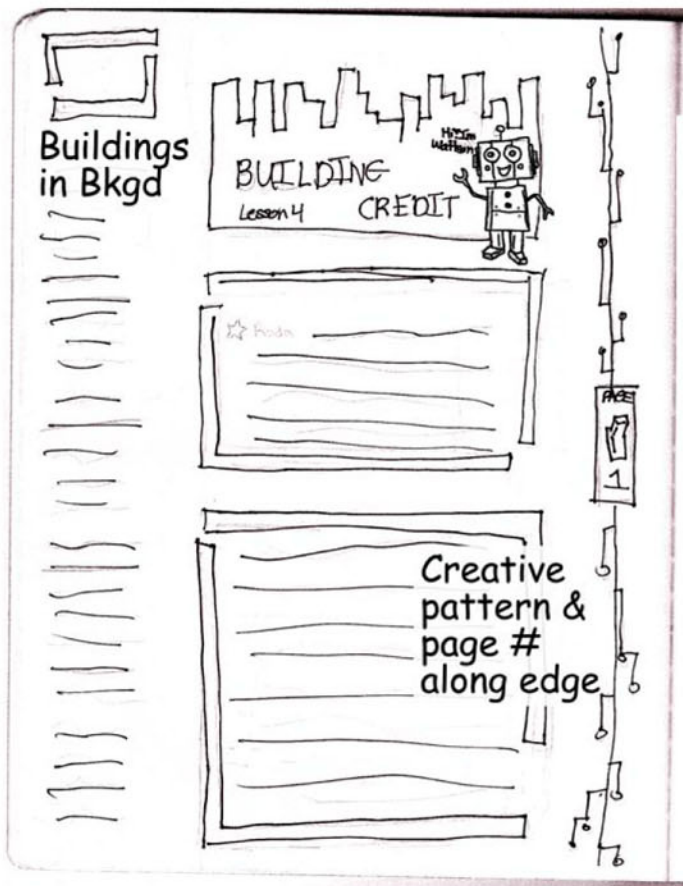 Buildings
in Bkgd
Hi! I'm
BUILDING
Lesson 4 CREDIT
PAGE
1
Creative
pattern &
page #
along edge